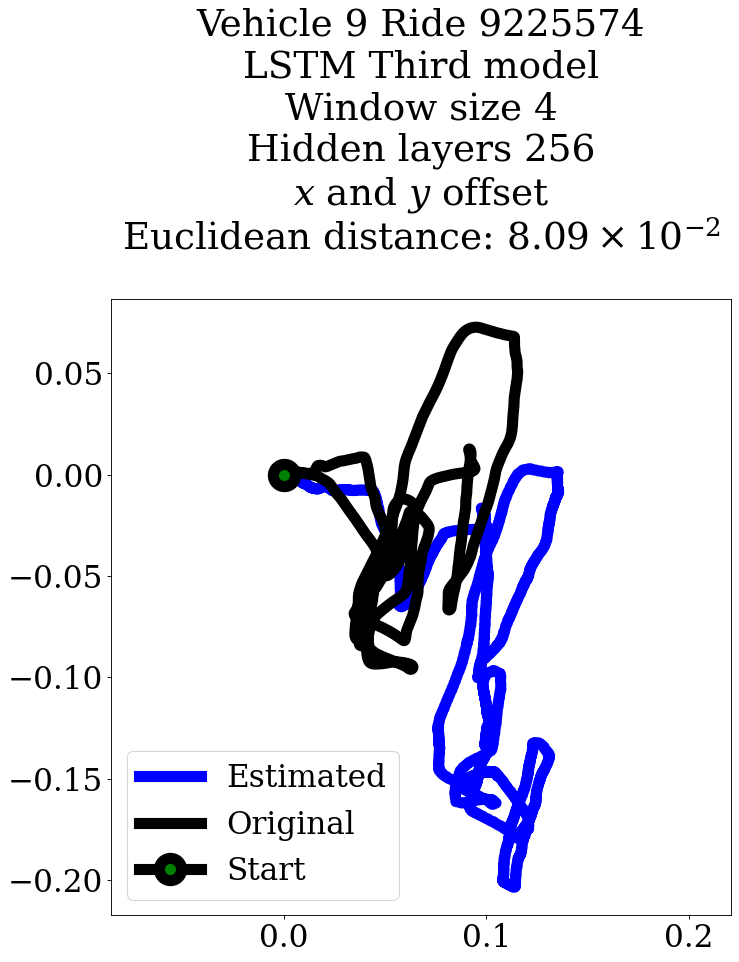 Vehicle 9 Ride 9225574
LSTM Third model
Window size 4
Hidden layers 256
x and y offset
Euclidean distance: 8.09 × 10⁻²
0.05
0.00
−0.05
−0.10
−0.15
−0.20
Estimated
Original
Start
0.0 0.1 0.2